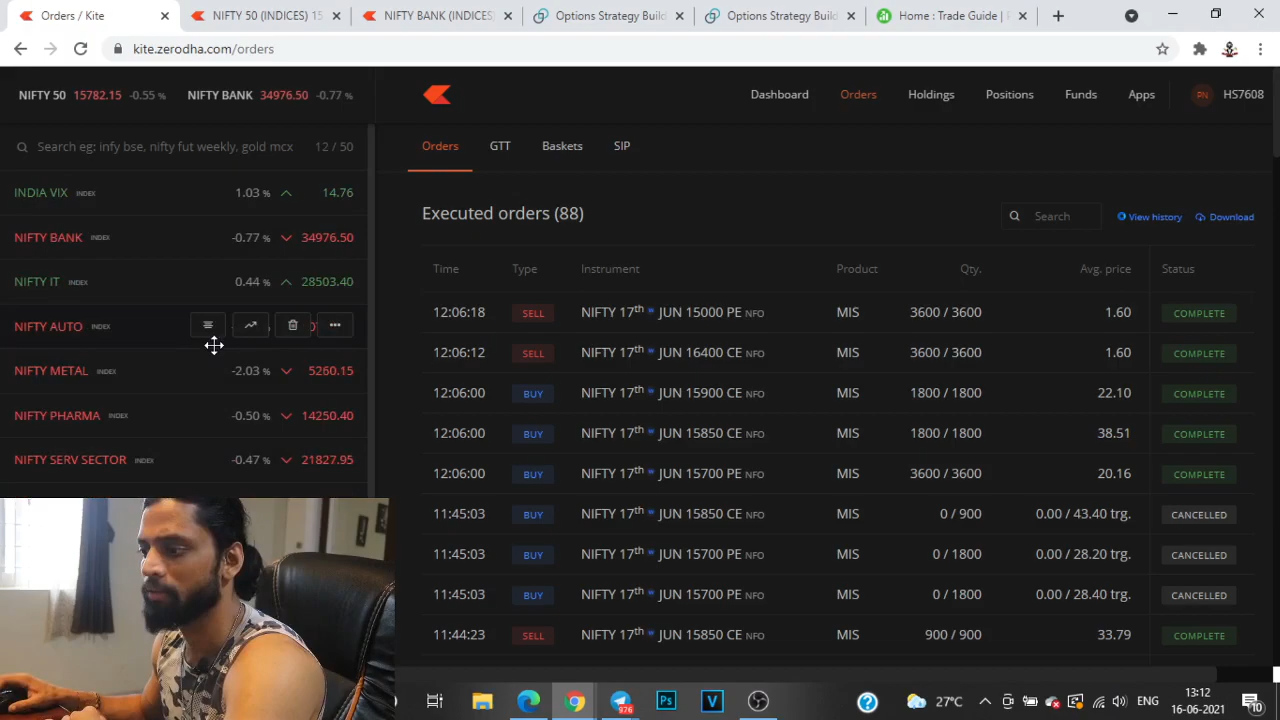 Orders / Kite
NIFTY 50 (INDICES) 15
NIFTY BANK (INDICES)
Options Strategy Build
Options Strategy Build
Home : Trade Guide |
kite.zerodha.com/orders
NIFTY 50 15782.15 -0.55 % NIFTY BANK 34976.50 -0.77 %
Dashboard Orders Holdings Positions Funds Apps PN HS7608
Search eg: infy bse, nifty fut weekly, gold mcx 12 / 50
Orders GTT Baskets SIP
INDIA VIX INDEX 1.03 % 14.76
NIFTY BANK INDEX -0.77 % 34976.50
NIFTY IT INDEX 0.44 % 28503.40
NIFTY AUTO INDEX
NIFTY METAL INDEX -2.03 % 5260.15
NIFTY PHARMA INDEX -0.50 % 14250.40
NIFTY SERV SECTOR INDEX -0.47 % 21827.95
Executed orders (88) Search View history Download
Time Type Instrument Product Qty. Avg. price Status
12:06:18 SELL NIFTY 17th w JUN 15000 PE NFO MIS 3600 / 3600 1.60 COMPLETE
12:06:12 SELL NIFTY 17th w JUN 16400 CE NFO MIS 3600 / 3600 1.60 COMPLETE
12:06:00 BUY NIFTY 17th w JUN 15900 CE NFO MIS 1800 / 1800 22.10 COMPLETE
12:06:00 BUY NIFTY 17th w JUN 15850 CE NFO MIS 1800 / 1800 38.51 COMPLETE
12:06:00 BUY NIFTY 17th w JUN 15700 PE NFO MIS 3600 / 3600 20.16 COMPLETE
11:45:03 BUY NIFTY 17th w JUN 15850 CE NFO MIS 0 / 900 0.00 / 43.40 trg. CANCELLED
11:45:03 BUY NIFTY 17th w JUN 15700 PE NFO MIS 0 / 1800 0.00 / 28.20 trg. CANCELLED
11:45:03 BUY NIFTY 17th w JUN 15700 PE NFO MIS 0 / 1800 0.00 / 28.40 trg. CANCELLED
11:44:23 SELL NIFTY 17th w JUN 15850 CE NFO MIS 900 / 900 33.79 COMPLETE
976 Ps V ? 27°C ENG 13:12
16-06-2021 10